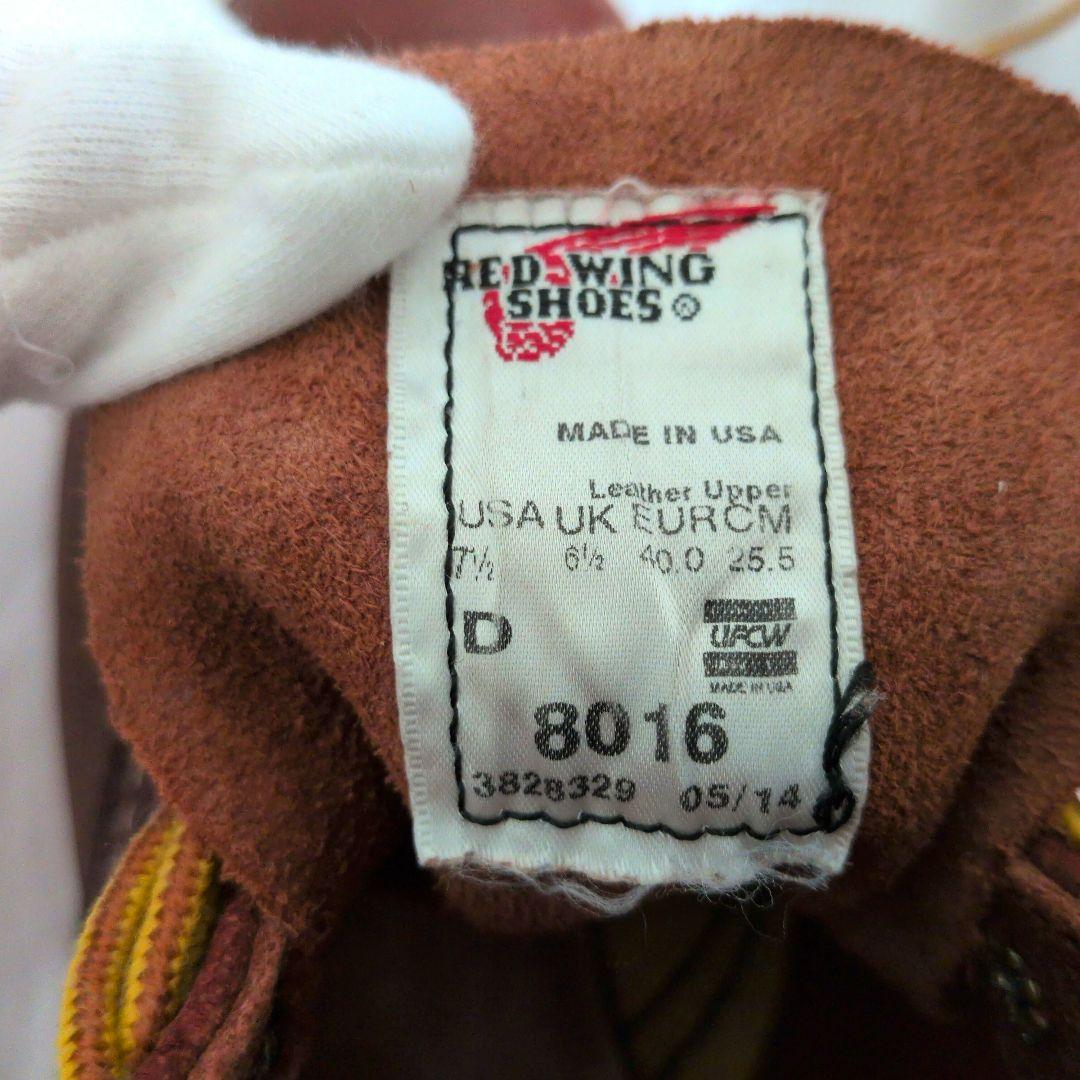 RED WING
SHOES®
MADE IN USA
Leather Upper
USA UK EUR CM
7½ 6½ 40.0 25.5
D
UFCW
MADE IN USA
8016
3828329 05/14